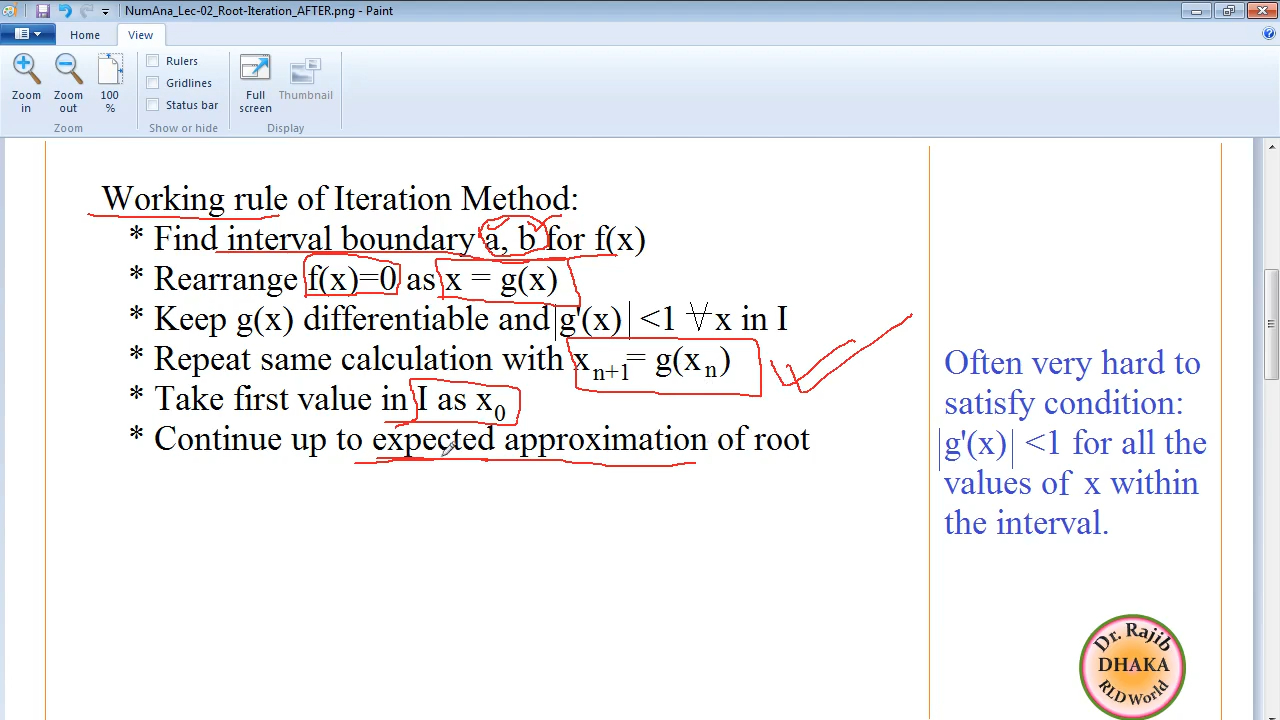 NumAna_Lec-02_Root-Iteration_AFTER.png - Paint
Home View
Zoom in
Zoom out
100 %
Rulers
Gridlines
Status bar
Full screen
Thumbnail
Zoom
Show or hide
Display
Working rule of Iteration Method:
* Find interval boundary a, b for f(x)
* Rearrange f(x)=0 as x = g(x)
* Keep g(x) differentiable and |g'(x)| <1 ∀x in I
* Repeat same calculation with xₙ₊₁= g(xₙ)
* Take first value in I as x₀
* Continue up to expected approximation of root
Often very hard to
satisfy condition:
|g'(x)| <1 for all the
values of x within
the interval.
Dr. Rajib
DHAKA
RLDWorld